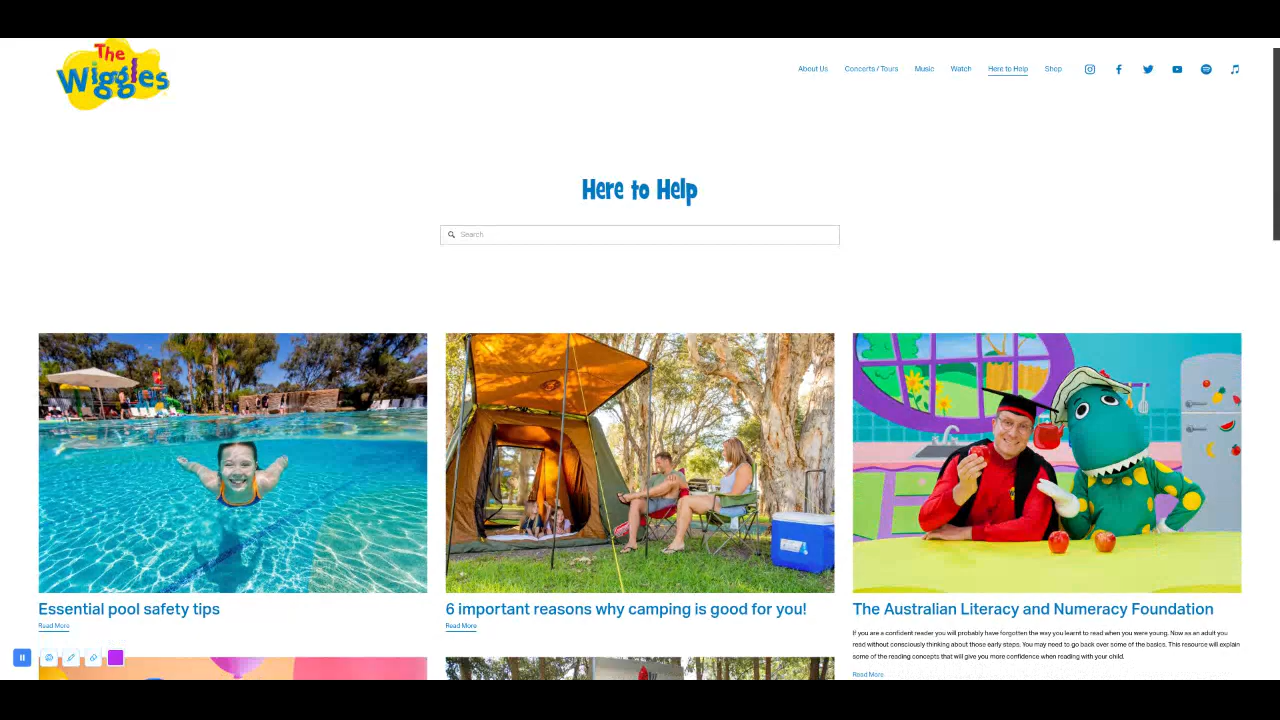 The
Wiggles
About Us
Concerts / Tours
Music
Watch
Here to Help
Shop
Here to Help
Search
Essential pool safety tips
Read More
6 important reasons why camping is good for you!
Read More
The Australian Literacy and Numeracy Foundation
If you are a confident reader you will probably have forgotten the way you learnt to read when you were young. Now as an adult you
read without consciously thinking about those early steps. You may need to go back over some of the basics. This resource will explain
some of the reading concepts that will give you more confidence when reading with your child.
Read More